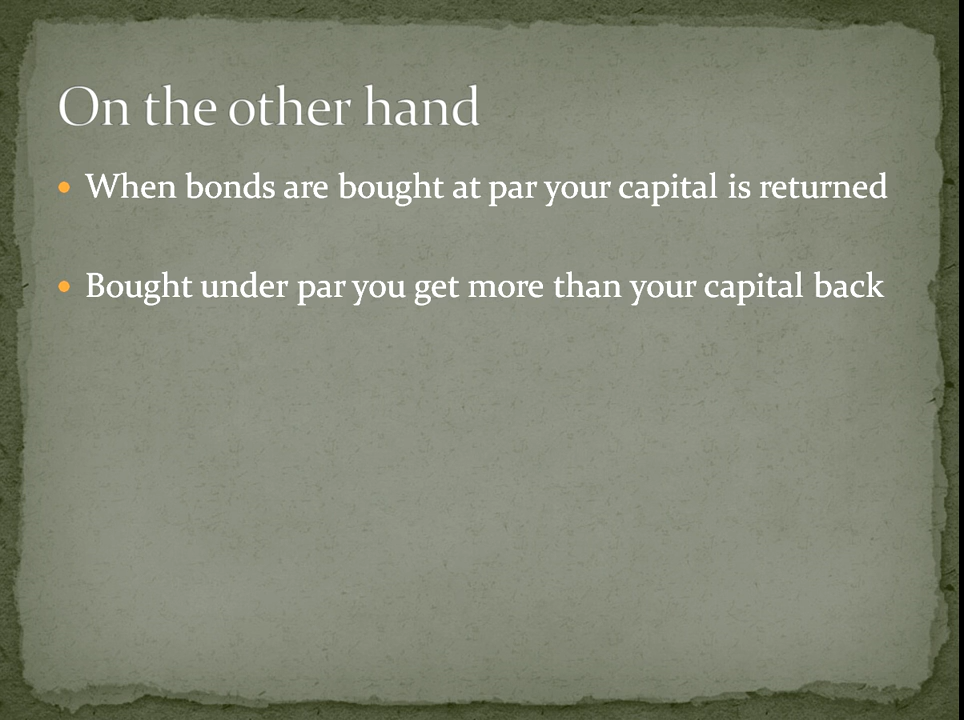 On the other hand
When bonds are bought at par your capital is returned
Bought under par you get more than your capital back